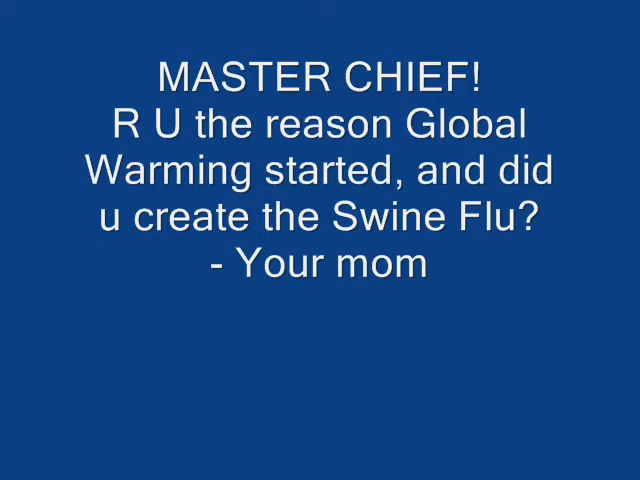 MASTER CHIEF!
R U the reason Global
Warming started, and did
u create the Swine Flu?
- Your mom